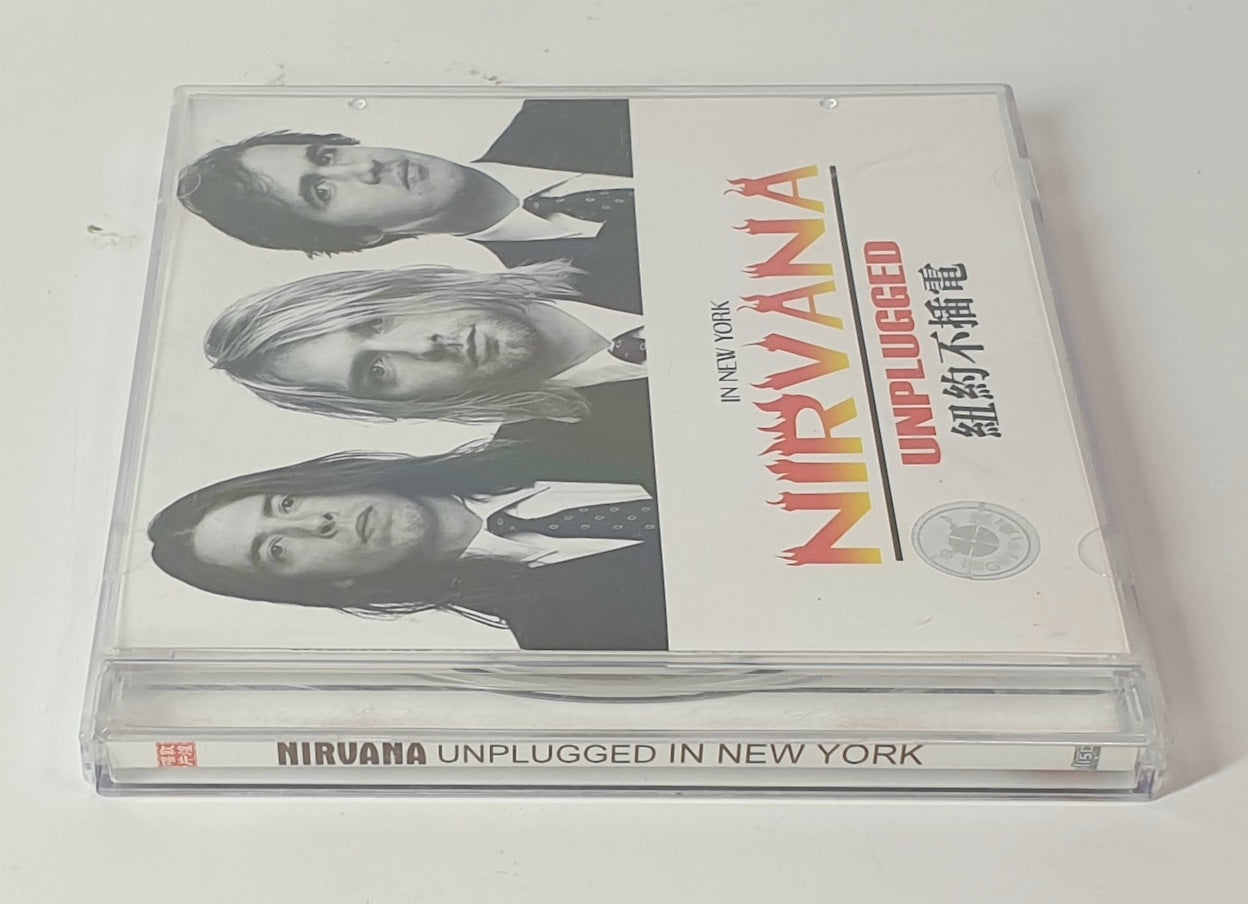 IN NEW YORK
NIRVANA
UNPLUGGED
紐約不插電
NIRVANA UNPLUGGED IN NEW YORK